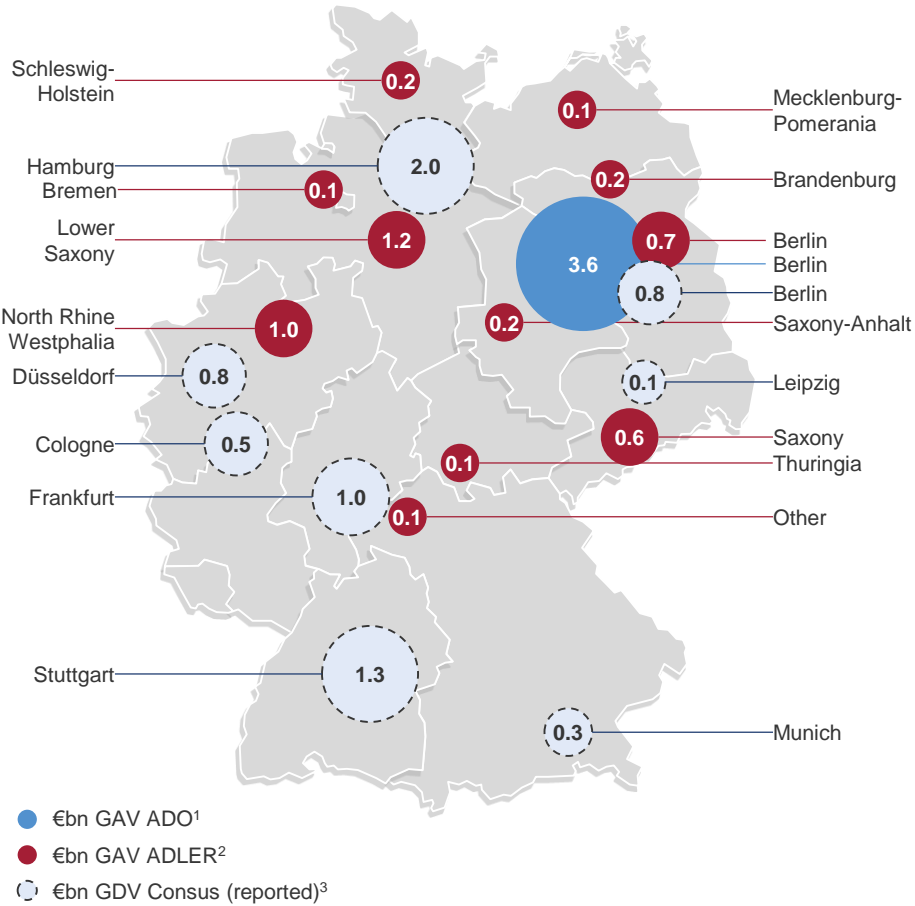 Schleswig-
Holstein
0.2
0.1
Mecklenburg-
Pomerania
Hamburg
2.0
Bremen
0.1
0.2
Brandenburg
Lower
Saxony
1.2
3.6
0.7
Berlin
Berlin
0.8
Berlin
North Rhine
Westphalia
1.0
0.2
Saxony-Anhalt
Düsseldorf
0.8
0.1
Leipzig
Cologne
0.5
0.6
Saxony
0.1
Thuringia
Frankfurt
1.0
0.1
Other
Stuttgart
1.3
0.3
Munich
€bn GAV ADO¹
€bn GAV ADLER²
€bn GDV Consus (reported)³